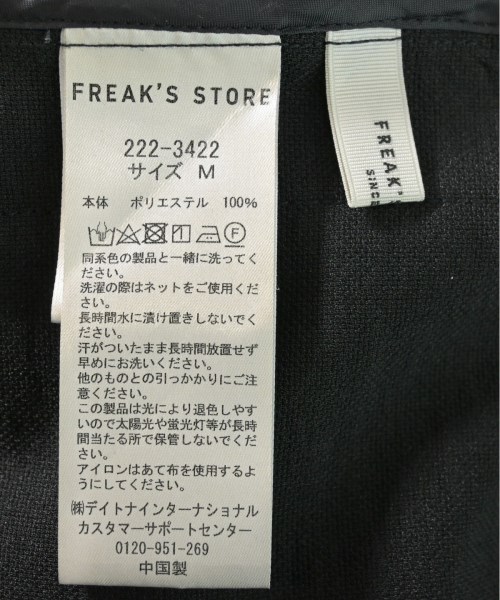 FREAK'S STORE
222-3422
サイズ M
本体 ポリエステル 100%
同系色の製品と一緒に洗ってく
ださい。
洗濯の際はネットをご使用くだ
さい。
長時間水に漬け置きしないでく
ださい。
汗がついたまま長時間放置せず
早めにお洗いください。
他のものとの引っかかりにご注
意ください。
この製品は光により退色しやす
いので太陽光や蛍光灯等が長時
間当たる所で保管しないでくだ
さい。
アイロンはあて布を使用するよ
うにしてください。
㈱デイトナインターナショナル
カスタマーサポートセンター
0120-951-269
中国製
FREAK'S
SINC